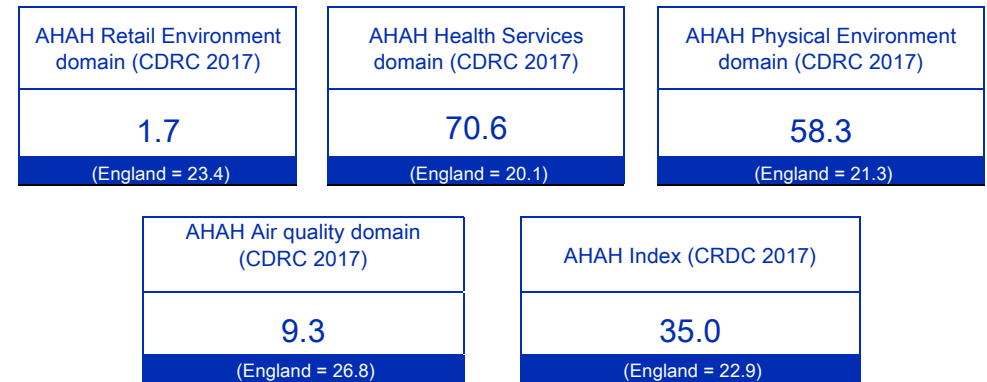 AHAH Retail Environment
domain (CDRC 2017)
1.7
(England = 23.4)
AHAH Health Services
domain (CDRC 2017)
70.6
(England = 20.1)
AHAH Physical Environment
domain (CDRC 2017)
58.3
(England = 21.3)
AHAH Air quality domain
(CDRC 2017)
9.3
(England = 26.8)
AHAH Index (CRDC 2017)
35.0
(England = 22.9)